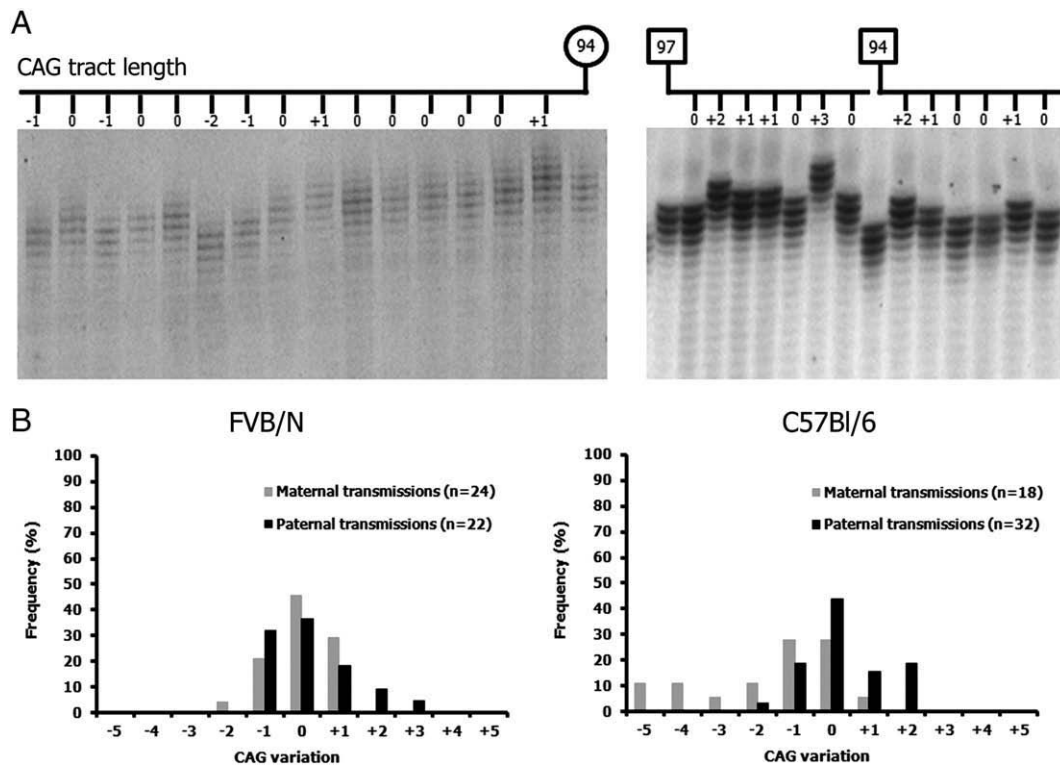 A
CAG tract length
94
97
94
-1 0 -1 0 0 -2 -1 0 +1 0 0 0 0 0 +1
0 +2 +1 +1 0 +3 0 +2 +1 0 0 +1 0
B
FVB/N
C57Bl/6
100
90
80
70
60
50
40
30
20
10
0
Frequency (%)
Maternal transmissions (n=24)
Paternal transmissions (n=22)
-5 -4 -3 -2 -1 0 +1 +2 +3 +4 +5
CAG variation
100
90
80
70
60
50
40
30
20
10
0
Frequency (%)
Maternal transmissions (n=18)
Paternal transmissions (n=32)
-5 -4 -3 -2 -1 0 +1 +2 +3 +4 +5
CAG variation